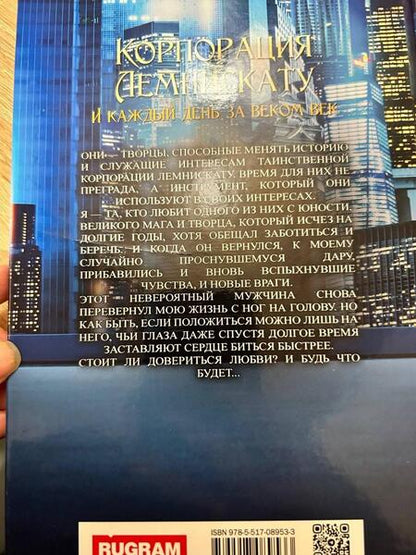 КОРПОРАЦИЯ
ЛЕМНИСКАТУ
И КАЖДЫЙ ДЕНЬ ЗА ВЕКОМ ВЕК
ОНИ — ТВОРЦЫ, СПОСОБНЫЕ МЕНЯТЬ ИСТОРИЮ
И СЛУЖАЩИЕ ИНТЕРЕСАМ ТАИНСТВЕННОЙ
КОРПОРАЦИИ ЛЕМНИСКАТУ. ВРЕМЯ ДЛЯ НИХ НЕ
ПРЕГРАДА, А ИНСТРУМЕНТ, КОТОРЫЙ ОНИ
ИСПОЛЬЗУЮТ В СВОИХ ИНТЕРЕСАХ.
Я — ТА, КТО ЛЮБИТ ОДНОГО ИЗ НИХ С ЮНОСТИ,
ВЕЛИКОГО МАГА И ТВОРЦА, КОТОРЫЙ ИСЧЕЗ НА
ДОЛГИЕ ГОДЫ, ХОТЯ ОБЕЩАЛ ЗАБОТИТЬСЯ И
БЕРЕЧЬ. И КОГДА ОН ВЕРНУЛСЯ, К МОЕМУ
СЛУЧАЙНО ПРОСНУВШЕМУСЯ ДАРУ,
ПРИБАВИЛИСЬ И ВНОВЬ ВСПЫХНУВШИЕ
ЧУВСТВА, И НОВЫЕ ВРАГИ.
ЭТОТ НЕВЕРОЯТНЫЙ МУЖЧИНА СНОВА
ПЕРЕВЕРНУЛ МОЮ ЖИЗНЬ С НОГ НА ГОЛОВУ. НО
КАК БЫТЬ, ЕСЛИ ПОЛОЖИТЬСЯ МОЖНО ЛИШЬ НА
НЕГО, ЧЬИ ГЛАЗА ДАЖЕ СПУСТЯ ДОЛГОЕ ВРЕМЯ
ЗАСТАВЛЯЮТ СЕРДЦЕ БИТЬСЯ БЫСТРЕЕ.
СТОИТ ЛИ ДОВЕРИТЬСЯ ЛЮБВИ? И БУДЬ ЧТО
БУДЕТ...
RUGRAM
ISBN 978-5-517-08953-3